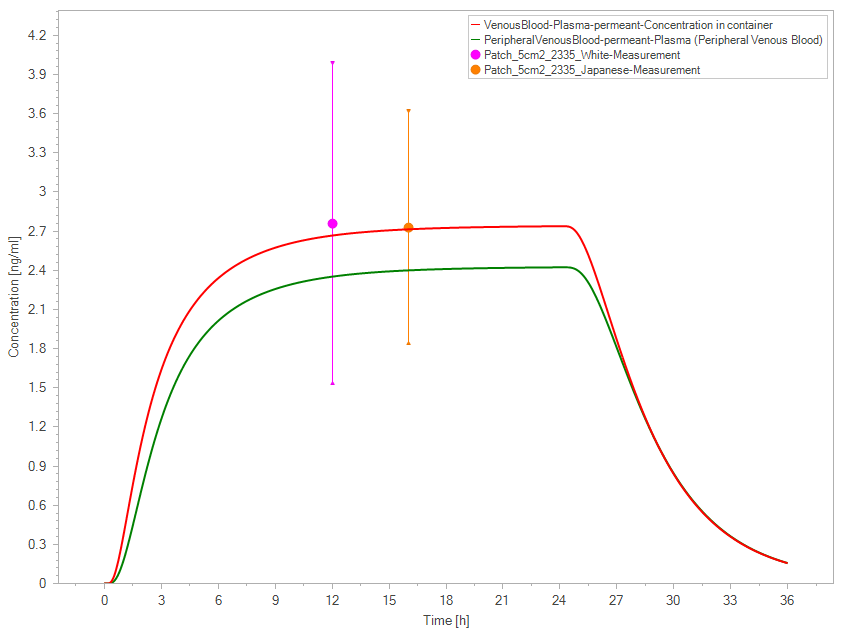 VenousBlood-Plasma-permeant-Concentration in container
PeripheralVenousBlood-permeant-Plasma (Peripheral Venous Blood)
Patch_5cm2_2335_White-Measurement
Patch_5cm2_2335_Japanese-Measurement
Concentration [ng/ml]
4.2
3.9
3.6
3.3
3
2.7
2.4
2.1
1.8
1.5
1.2
0.9
0.6
0.3
0
0 3 6 9 12 15 18 21 24 27 30 33 36
Time [h]